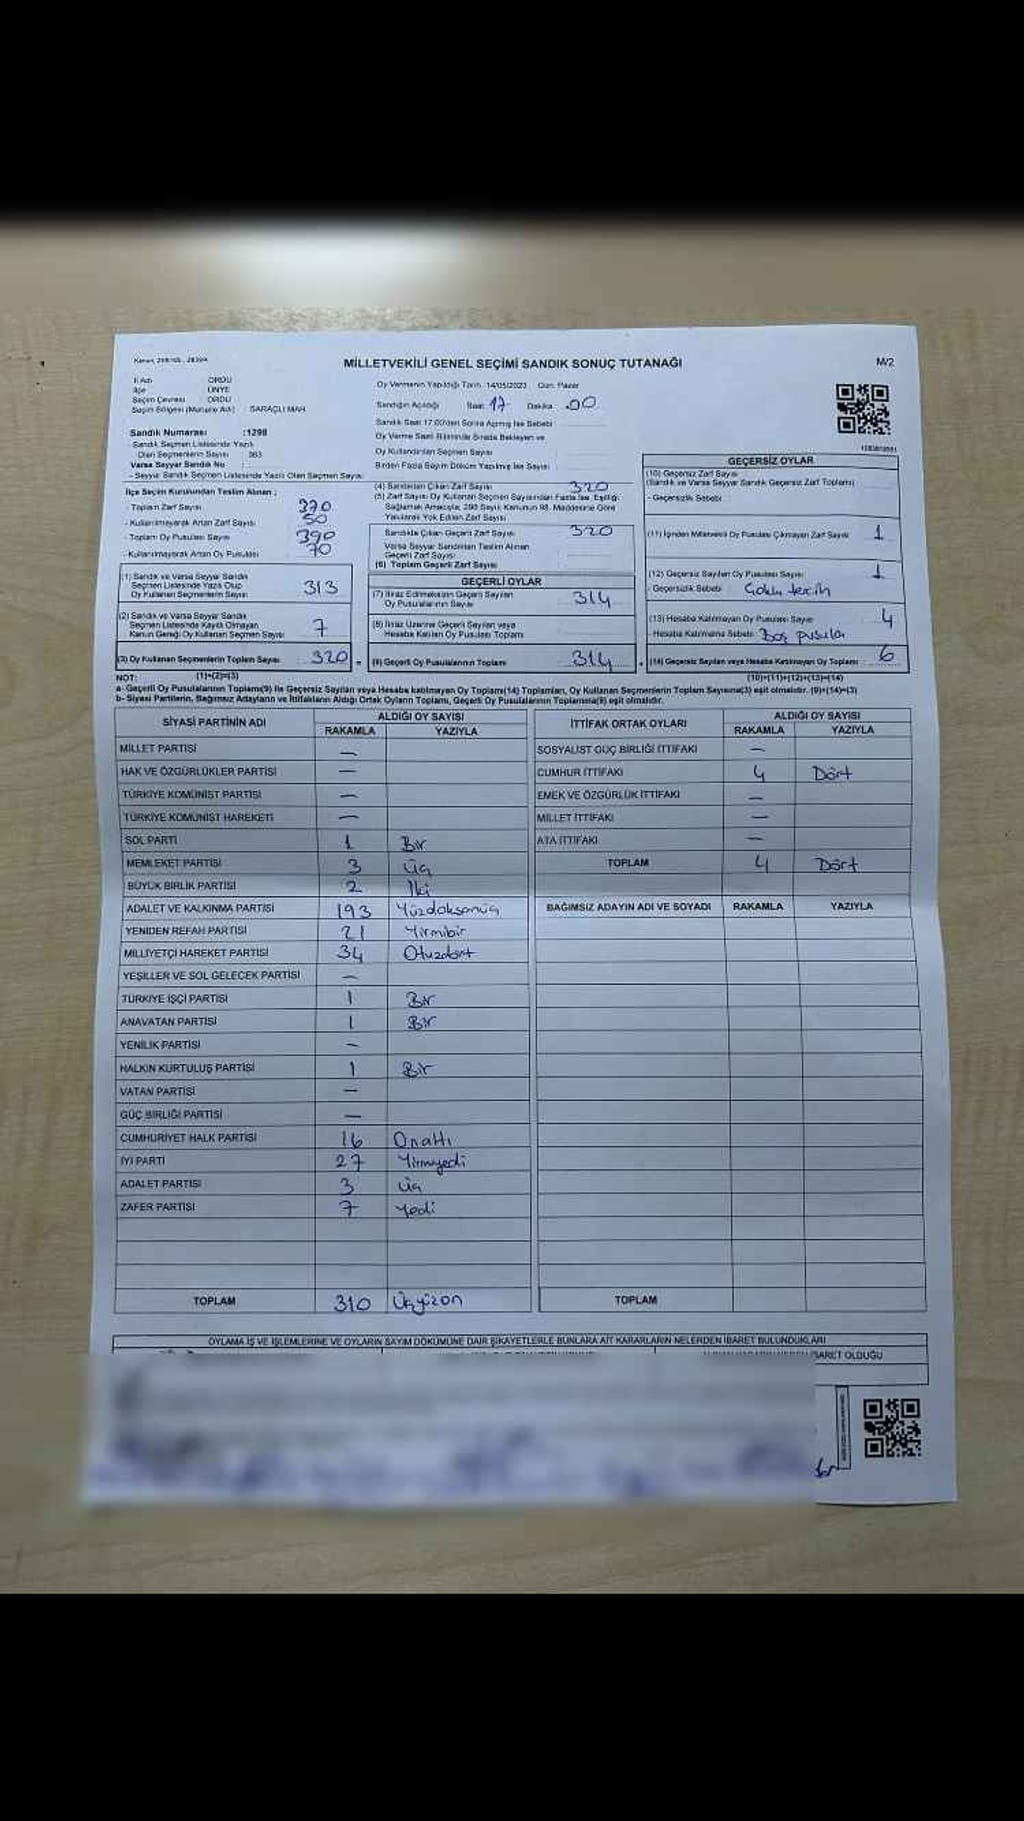 MİLLETVEKİLİ GENEL SEÇİMİ SANDIK SONUÇ TUTANAĞI
M/2
İl Adı : ORDU
İlçe : ÜNYE
Seçim Çevresi : ORDU
Seçim Bölgesi (Muhtarlık Adı) : SARAÇLI MAH.
Sandık Numarası :1298
Sandık Seçmen Listesinde Yazılı
Olan Seçmenlerin Sayısı : 363
Varsa Seyyar Sandık No :
- Seyyar Sandık Seçmen Listesinde Yazılı Olan Seçmen Sayısı
Oy Vermenin Yapıldığı Tarih : 14/05/2023 Gün: Pazar
Sandığın Açıldığı Saat: 17 Dakika: 00
Sandık Saat 17:00'den Sonra Açılmış İse Sebebi :
Oy Verme Saati Bitiminde Sırada Bekleyen ve
Oy Kullandırılan Seçmen Sayısı
Birden Fazla Sayım Döküm Yapılmış İse Sayısı
İlçe Seçim Kurulundan Teslim Alınan ;
- Toplam Zarf Sayısı 370
- Kullanılmayarak Artan Zarf Sayısı 50
- Toplam Oy Pusulası Sayısı 390
- Kullanılmayarak Artan Oy Pusulası 70
(1) Sandık ve Varsa Seyyar Sandık
Seçmen Listesinde Yazılı Olup
Oy Kullanan Seçmenlerin Sayısı 313
(2) Sandık ve Varsa Seyyar Sandık
Seçmen Listesinde Kayıtlı Olmayan
Kanun Gereği Oy Kullanan Seçmen Sayısı 7
(3) Oy Kullanan Seçmenlerin Toplam Sayısı 320
(4) Sandıktan Çıkan Zarf Sayısı 320
(5) Zarf Sayısı Oy Kullanan Seçmen Sayısından Fazla İse, Eşitliği
Sağlamak Amacıyla, 298 Sayılı Kanunun 98. Maddesine Göre
Yakılarak Yok Edilen Zarf Sayısı
Sandıkta Çıkan Geçerli Zarf Sayısı 320
Varsa Seyyar Sandıktan Teslim Alınan
Geçerli Zarf Sayısı
(6) Toplam Geçerli Zarf Sayısı
GEÇERLİ OYLAR
(7) İtiraz Edilmeksizin Geçerli Sayılan
Oy Pusulalarının Sayısı 314
(8) İtiraz Üzerine Geçerli Sayılan veya
Hesaba Katılan Oy Pusulası Toplamı
(9) Geçerli Oy Pusulalarının Toplamı 314
GEÇERSİZ OYLAR
(10) Geçersiz Zarf Sayısı
(Sandık ve Varsa Seyyar Sandık Geçersiz Zarf Toplamı)
- Geçersizlik Sebebi :
(11) İçinden Milletvekili Oy Pusulası Çıkmayan Zarf Sayısı 1
(12) Geçersiz Sayılan Oy Pusulası Sayısı 1
- Geçersizlik Sebebi Çoklu tercih
(13) Hesaba Katılmayan Oy Pusulası Sayısı 4
- Hesaba Katılmama Sebebi Boş pusula
(14) Geçersiz Sayılan veya Hesaba Katılmayan Oy Toplamı 6
NOT: (1)+(2)=(3) (10)+(11)+(12)+(13)=(14)
a- Geçerli Oy Pusulalarının Toplamı(9) ile Geçersiz Sayılan veya Hesaba katılmayan Oy Toplamı(14) Toplamları, Oy Kullanan Seçmenlerin Toplam Sayısına(3) eşit olmalıdır. (9)+(14)=(3)
b- Siyasi Partilerin, Bağımsız Adayların ve İttifakların Aldığı Ortak Oyların Toplamı, Geçerli Oy Pusulalarının Toplamına(9) eşit olmalıdır.
SİYASİ PARTİNİN ADI ALDIĞI OY SAYISI
RAKAMLA YAZIYLA
MİLLET PARTİSİ —
HAK VE ÖZGÜRLÜKLER PARTİSİ —
TÜRKİYE KOMÜNİST PARTİSİ —
TÜRKİYE KOMÜNİST HAREKETİ —
SOL PARTİ 1 Bir
MEMLEKET PARTİSİ 3 Üç
BÜYÜK BİRLİK PARTİSİ 2 İki
ADALET VE KALKINMA PARTİSİ 193 Yüzdoksanüç
YENİDEN REFAH PARTİSİ 21 Yirmibir
MİLLİYETÇİ HAREKET PARTİSİ 34 Otuzdört
YEŞİLLER VE SOL GELECEK PARTİSİ —
TÜRKİYE İŞÇİ PARTİSİ 1 Bir
ANAVATAN PARTİSİ 1 Bir
YENİLİK PARTİSİ —
HALKIN KURTULUŞ PARTİSİ 1 Bir
VATAN PARTİSİ —
GÜÇ BİRLİĞİ PARTİSİ —
CUMHURİYET HALK PARTİSİ 16 Onaltı
İYİ PARTİ 27 Yirmiyedi
ADALET PARTİSİ 3 Üç
ZAFER PARTİSİ 7 Yedi
TOPLAM 310 Üçyüzon
İTTİFAK ORTAK OYLARI ALDIĞI OY SAYISI
RAKAMLA YAZIYLA
SOSYALİST GÜÇ BİRLİĞİ İTTİFAKI —
CUMHUR İTTİFAKI 4 Dört
EMEK VE ÖZGÜRLÜK İTTİFAKI —
MİLLET İTTİFAKI —
ATA İTTİFAKI —
TOPLAM 4 Dört
BAĞIMSIZ ADAYIN ADI VE SOYADI RAKAMLA YAZIYLA
TOPLAM
OYLAMA İŞ VE İŞLEMLERİNE VE OYLARIN SAYIM DÖKÜMÜNE DAİR ŞİKAYETLERLE BUNLARA AİT KARARLARIN NELERDEN İBARET BULUNDUKLARI
OLDUĞU